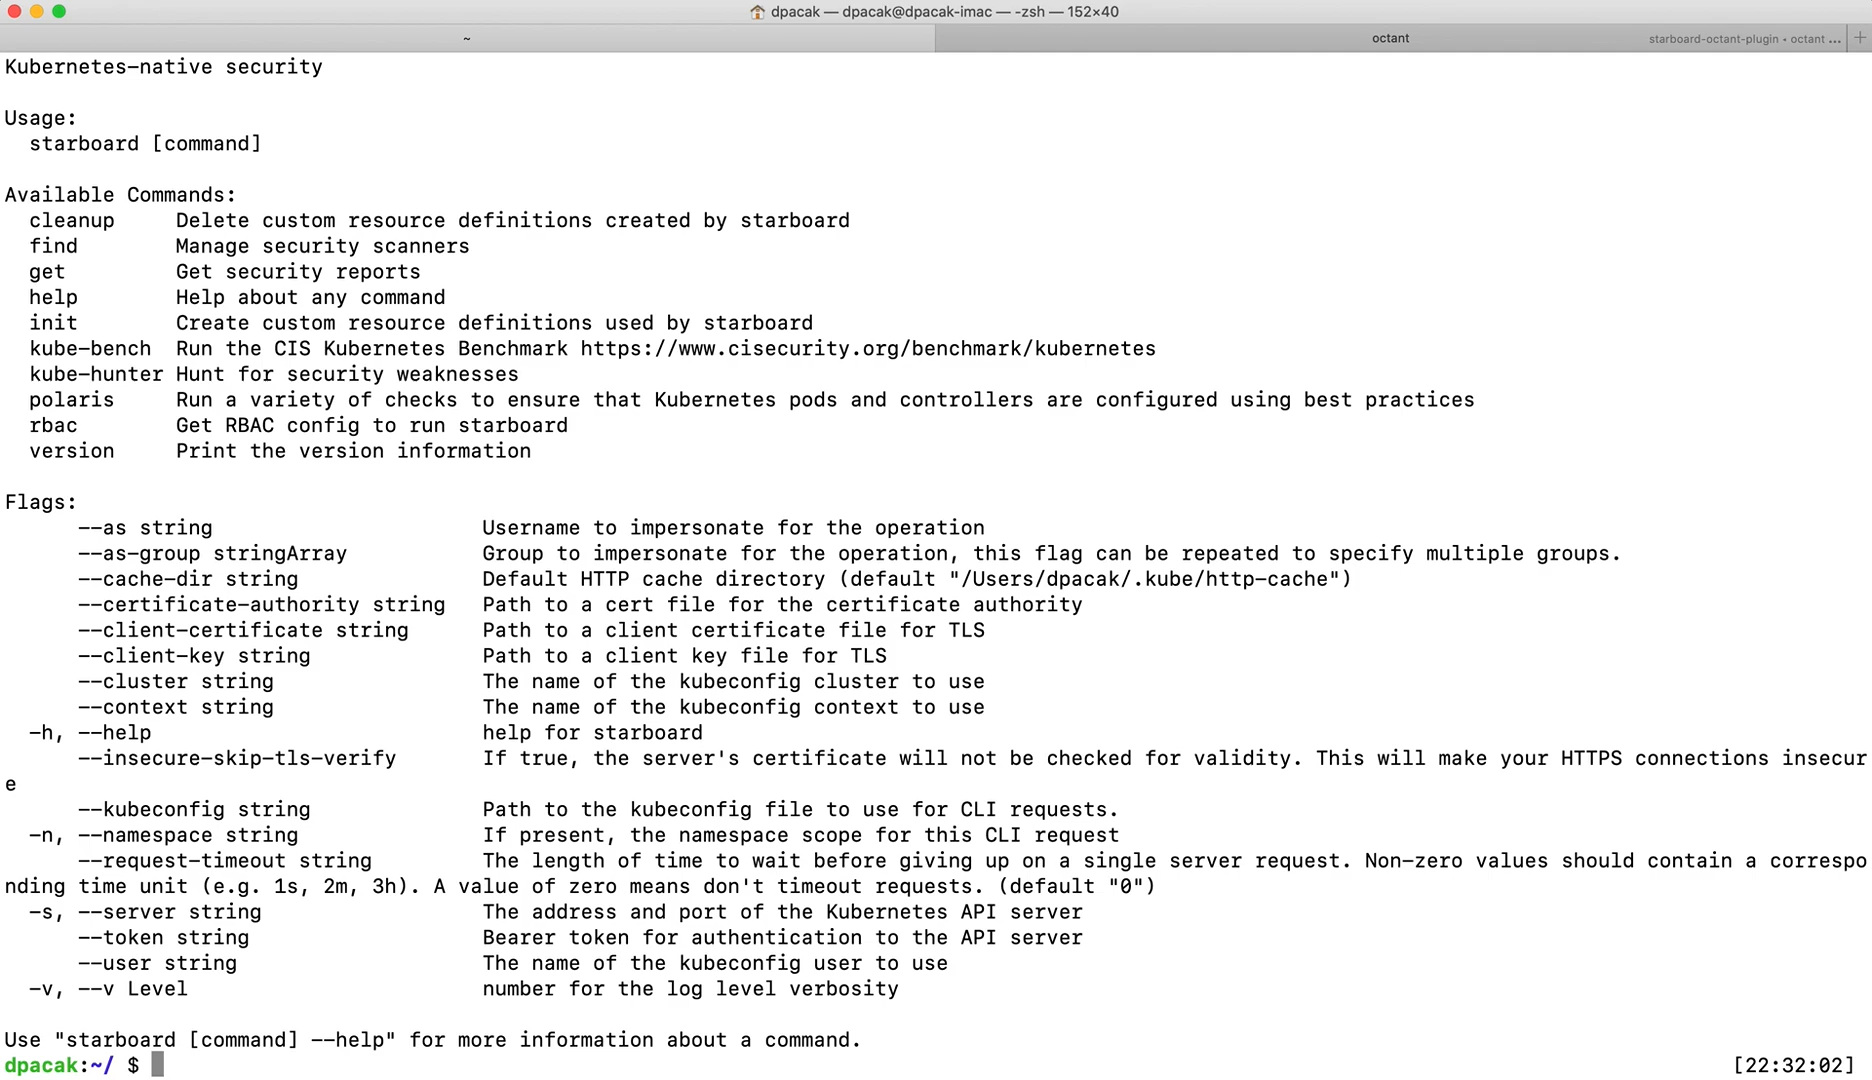 dpacak — dpacak@dpacak-imac — -zsh — 152×40
~ octant starboard-octant-plugin • octant ... +
Kubernetes-native security
Usage:
starboard [command]
Available Commands:
cleanup Delete custom resource definitions created by starboard
find Manage security scanners
get Get security reports
help Help about any command
init Create custom resource definitions used by starboard
kube-bench Run the CIS Kubernetes Benchmark https://www.cisecurity.org/benchmark/kubernetes
kube-hunter Hunt for security weaknesses
polaris Run a variety of checks to ensure that Kubernetes pods and controllers are configured using best practices
rbac Get RBAC config to run starboard
version Print the version information
Flags:
--as string Username to impersonate for the operation
--as-group stringArray Group to impersonate for the operation, this flag can be repeated to specify multiple groups.
--cache-dir string Default HTTP cache directory (default "/Users/dpacak/.kube/http-cache")
--certificate-authority string Path to a cert file for the certificate authority
--client-certificate string Path to a client certificate file for TLS
--client-key string Path to a client key file for TLS
--cluster string The name of the kubeconfig cluster to use
--context string The name of the kubeconfig context to use
-h, --help help for starboard
--insecure-skip-tls-verify If true, the server's certificate will not be checked for validity. This will make your HTTPS connections insecur
e
--kubeconfig string Path to the kubeconfig file to use for CLI requests.
-n, --namespace string If present, the namespace scope for this CLI request
--request-timeout string The length of time to wait before giving up on a single server request. Non-zero values should contain a correspo
nding time unit (e.g. 1s, 2m, 3h). A value of zero means don't timeout requests. (default "0")
-s, --server string The address and port of the Kubernetes API server
--token string Bearer token for authentication to the API server
--user string The name of the kubeconfig user to use
-v, --v Level number for the log level verbosity
Use "starboard [command] --help" for more information about a command.
dpacak:~/ $ [22:32:02]